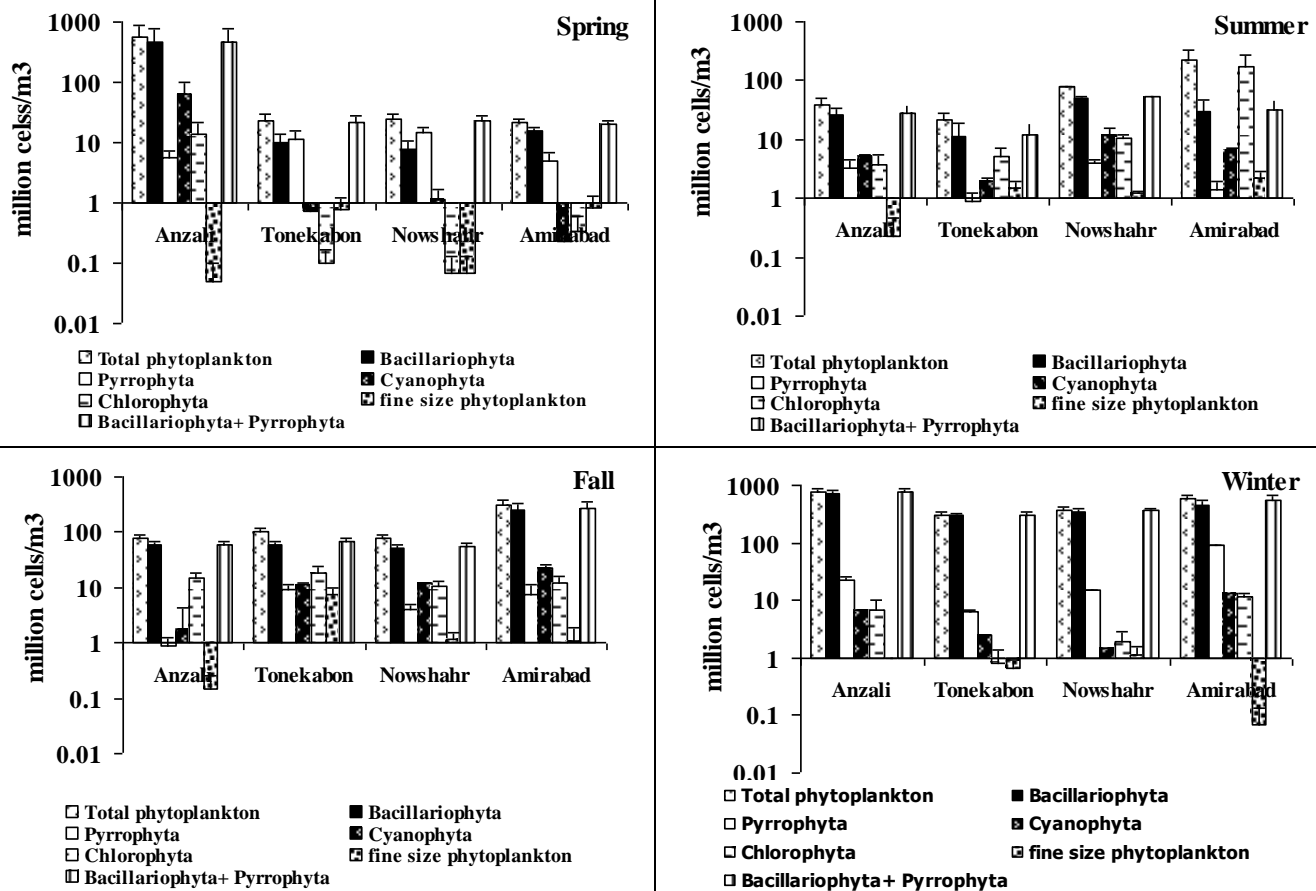 Spring
million celss/m3
1000
100
10
1
0.1
0.01
Anzali Tonekabon Nowshahr Amirabad
Total phytoplankton Bacillariophyta
Pyrrophyta Cyanophyta
Chlorophyta fine size phytoplankton
Bacillariophyta+ Pyrrophyta
Summer
million cells/m3
1000
100
10
1
0.1
0.01
Anzali Tonekabon Nowshahr Amirabad
Total phytoplankton Bacillariophyta
Pyrrophyta Cyanophyta
Chlorophyta fine size phytoplankton
Bacillariophyta+ Pyrrophyta
Fall
million cells/m3
1000
100
10
1
0.1
0.01
Anzali Tonekabon Nowshahr Amirabad
Total phytoplankton Bacillariophyta
Pyrrophyta Cyanophyta
Chlorophyta fine size phytoplankton
Bacillariophyta+ Pyrrophyta
Winter
million cells/m3
1000
100
10
1
0.1
0.01
Anzali Tonekabon Nowshahr Amirabad
Total phytoplankton Bacillariophyta
Pyrrophyta Cyanophyta
Chlorophyta fine size phytoplankton
Bacillariophyta+ Pyrrophyta